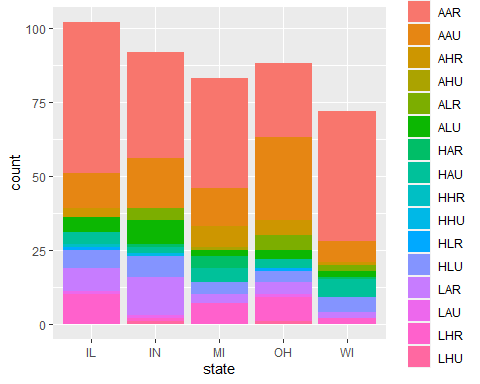 100
75
50
25
0
count
IL IN MI OH WI
state
AAR
AAU
AHR
AHU
ALR
ALU
HAR
HAU
HHR
HHU
HLR
HLU
LAR
LAU
LHR
LHU